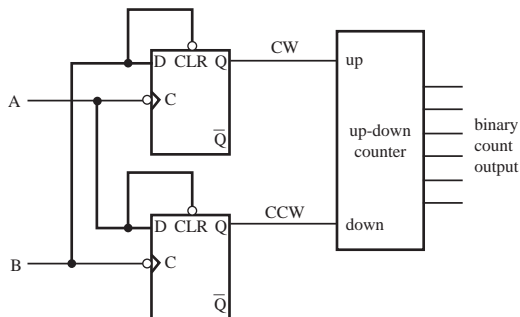 CW
D CLR Q
up
A
C
up-down
counter
binary
count
output
Q
CCW
D CLR Q
down
B
C
Q